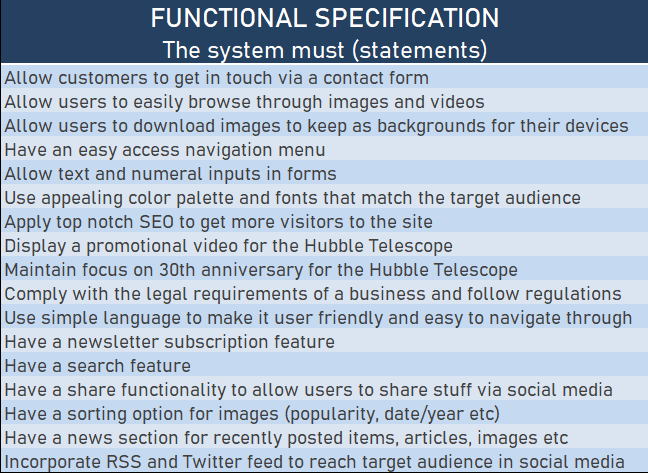 FUNCTIONAL SPECIFICATION
The system must (statements)
Allow customers to get in touch via a contact form
Allow users to easily browse through images and videos
Allow users to download images to keep as backgrounds for their devices
Have an easy access navigation menu
Allow text and numeral inputs in forms
Use appealing color palette and fonts that match the target audience
Apply top notch SEO to get more visitors to the site
Display a promotional video for the Hubble Telescope
Maintain focus on 30th anniversary for the Hubble Telescope
Comply with the legal requirements of a business and follow regulations
Use simple language to make it user friendly and easy to navigate through
Have a newsletter subscription feature
Have a search feature
Have a share functionality to allow users to share stuff via social media
Have a sorting option for images (popularity, date/year etc)
Have a news section for recently posted items, articles, images etc
Incorporate RSS and Twitter feed to reach target audience in social media